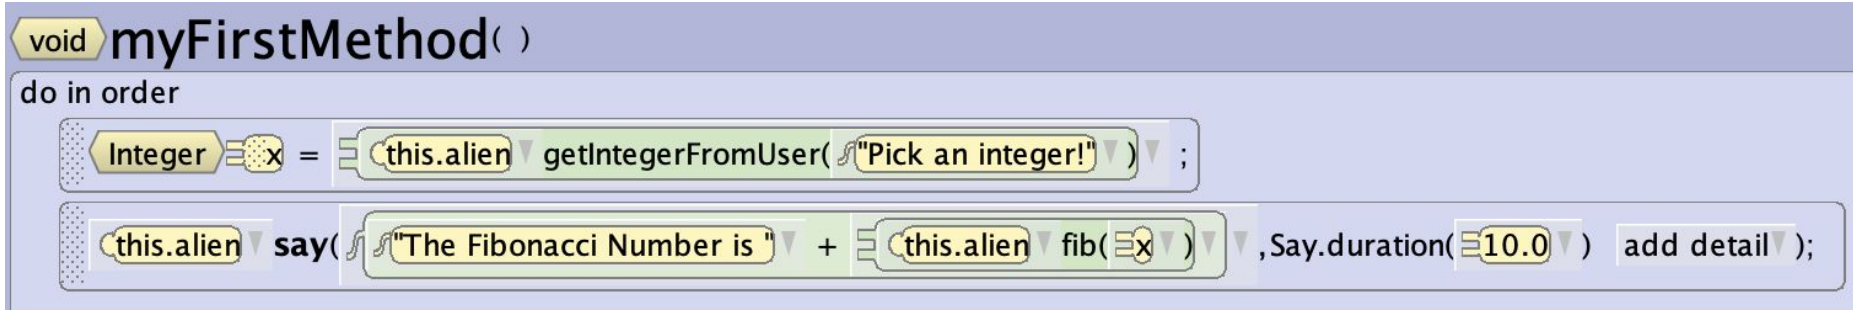 void myFirstMethod( )
do in order
Integer x = this.alien getIntegerFromUser( "Pick an integer!" ) ;
this.alien say( "The Fibonacci Number is " + this.alien fib( x ) ,Say.duration( 10.0 ) add detail );